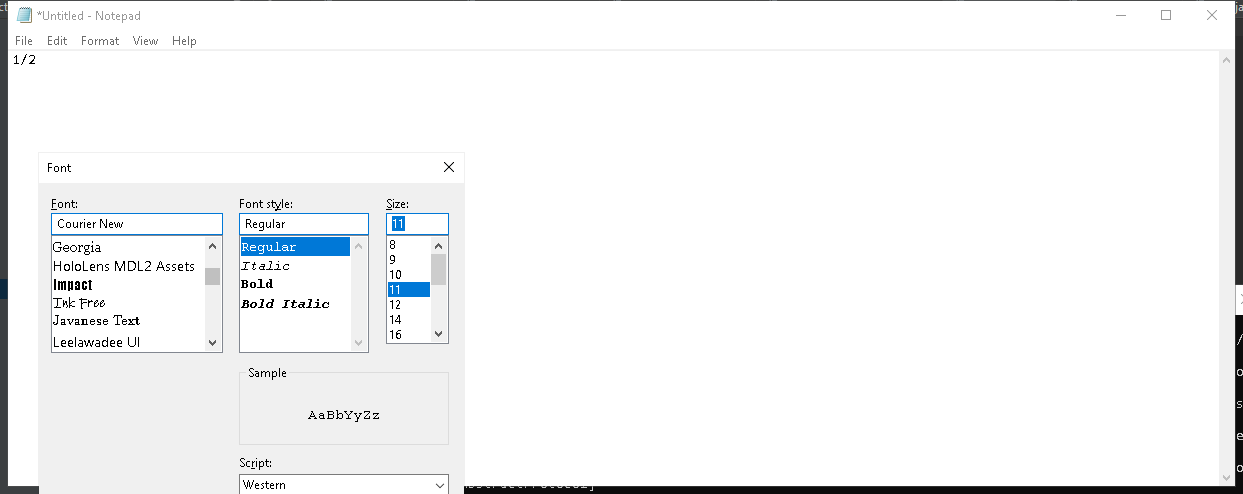 *Untitled - Notepad
File Edit Format View Help
1/2
Font
Font: Font style: Size:
Courier New Regular 11
Georgia Regular 8
HoloLens MDL2 Assets Italic 9
Impact Bold 10
Ink Free Bold Italic 11
Javanese Text 12
Leelawadee UI 14
16
Sample
AaBbYyZz
Script:
Western